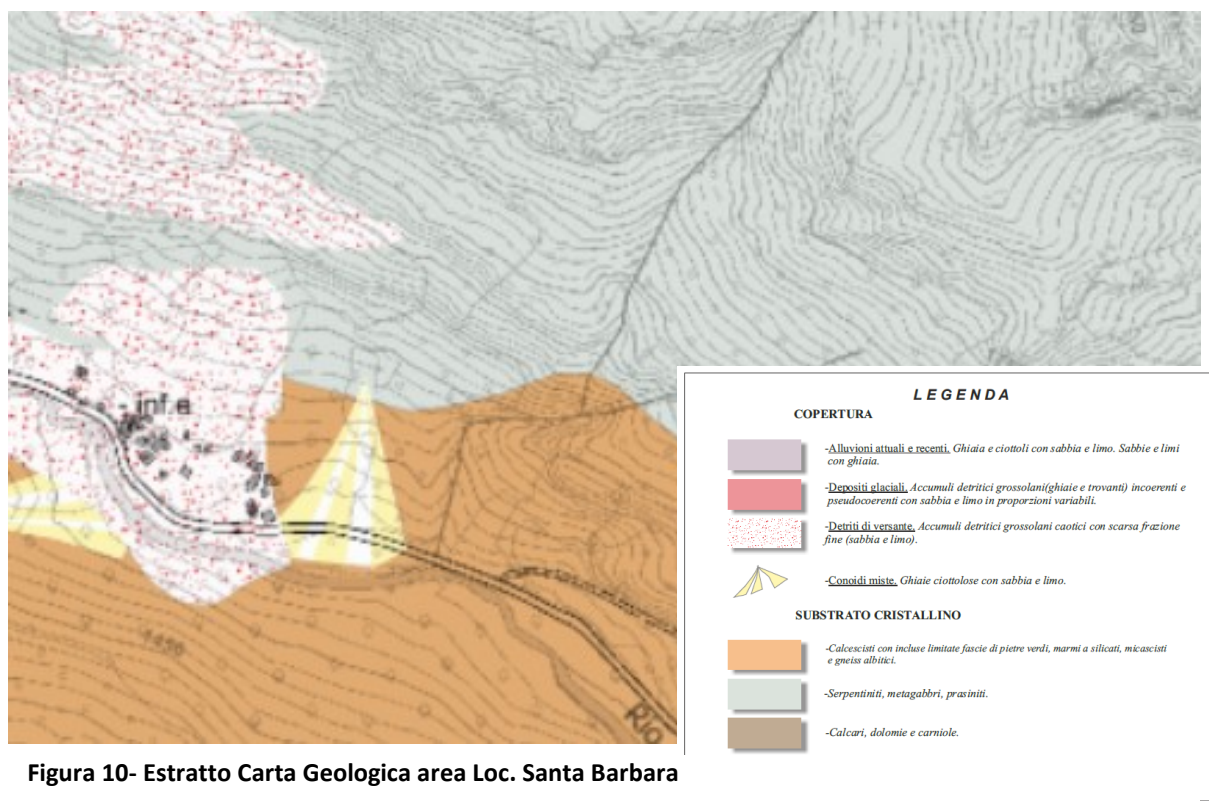 inf.e
1450
Rio
LEGENDA
COPERTURA
-Alluvioni attuali e recenti. Ghiaia e ciottoli con sabbia e limo. Sabbie e limi
con ghiaia.
-Depositi glaciali. Accumuli detritici grossolani(ghiaie e trovanti) incoerenti e
pseudocoerenti con sabbia e limo in proporzioni variabili.
-Detriti di versante. Accumuli detritici grossolani caotici con scarsa frazione
fine (sabbia e limo).
-Conoidi miste. Ghiaie ciottolose con sabbia e limo.
SUBSTRATO CRISTALLINO
-Calcescisti con incluse limitate fascie di pietre verdi, marmi a silicati, micascisti
e gneiss albitici.
-Serpentiniti, metagabbri, prasiniti.
-Calcari, dolomie e carniole.
Figura 10- Estratto Carta Geologica area Loc. Santa Barbara